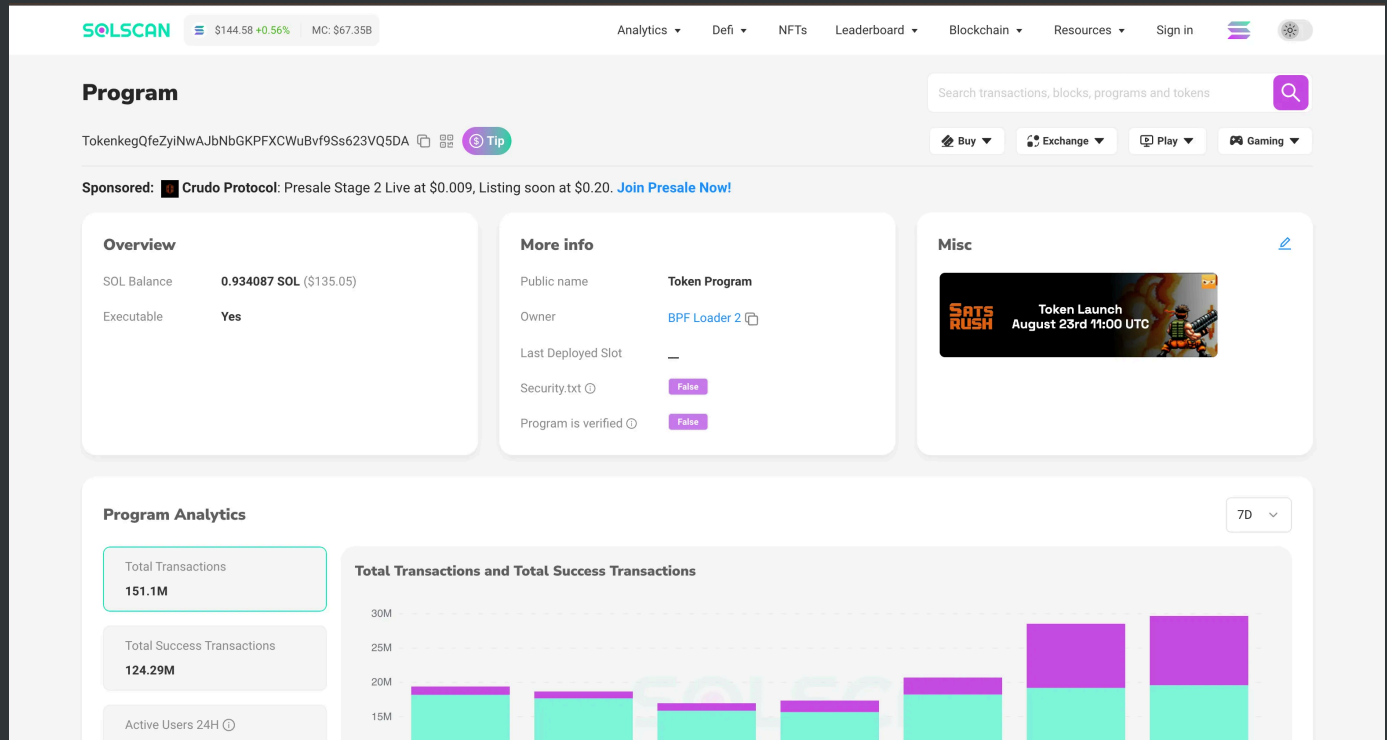 SOLSCAN
$144.58 +0.56% MC: $67.35B
Analytics Defi NFTs Leaderboard Blockchain Resources Sign in
Program
Search transactions, blocks, programs and tokens
TokenkegQfeZyiNwAJbNbGKPFXCWuBvf9Ss623VQ5DA Tip
Buy Exchange Play Gaming
Sponsored: Crudo Protocol: Presale Stage 2 Live at $0.009, Listing soon at $0.20. Join Presale Now!
Overview
SOL Balance 0.934087 SOL ($135.05)
Executable Yes
More info
Public name Token Program
Owner BPF Loader 2
Last Deployed Slot __
Security.txt False
Program is verified False
Misc
SATS RUSH
Token Launch
August 23rd 11:00 UTC
Program Analytics
7D
Total Transactions
151.1M
Total Success Transactions
124.29M
Active Users 24H
Total Transactions and Total Success Transactions
30M
25M
20M
15M
SOLSCAN